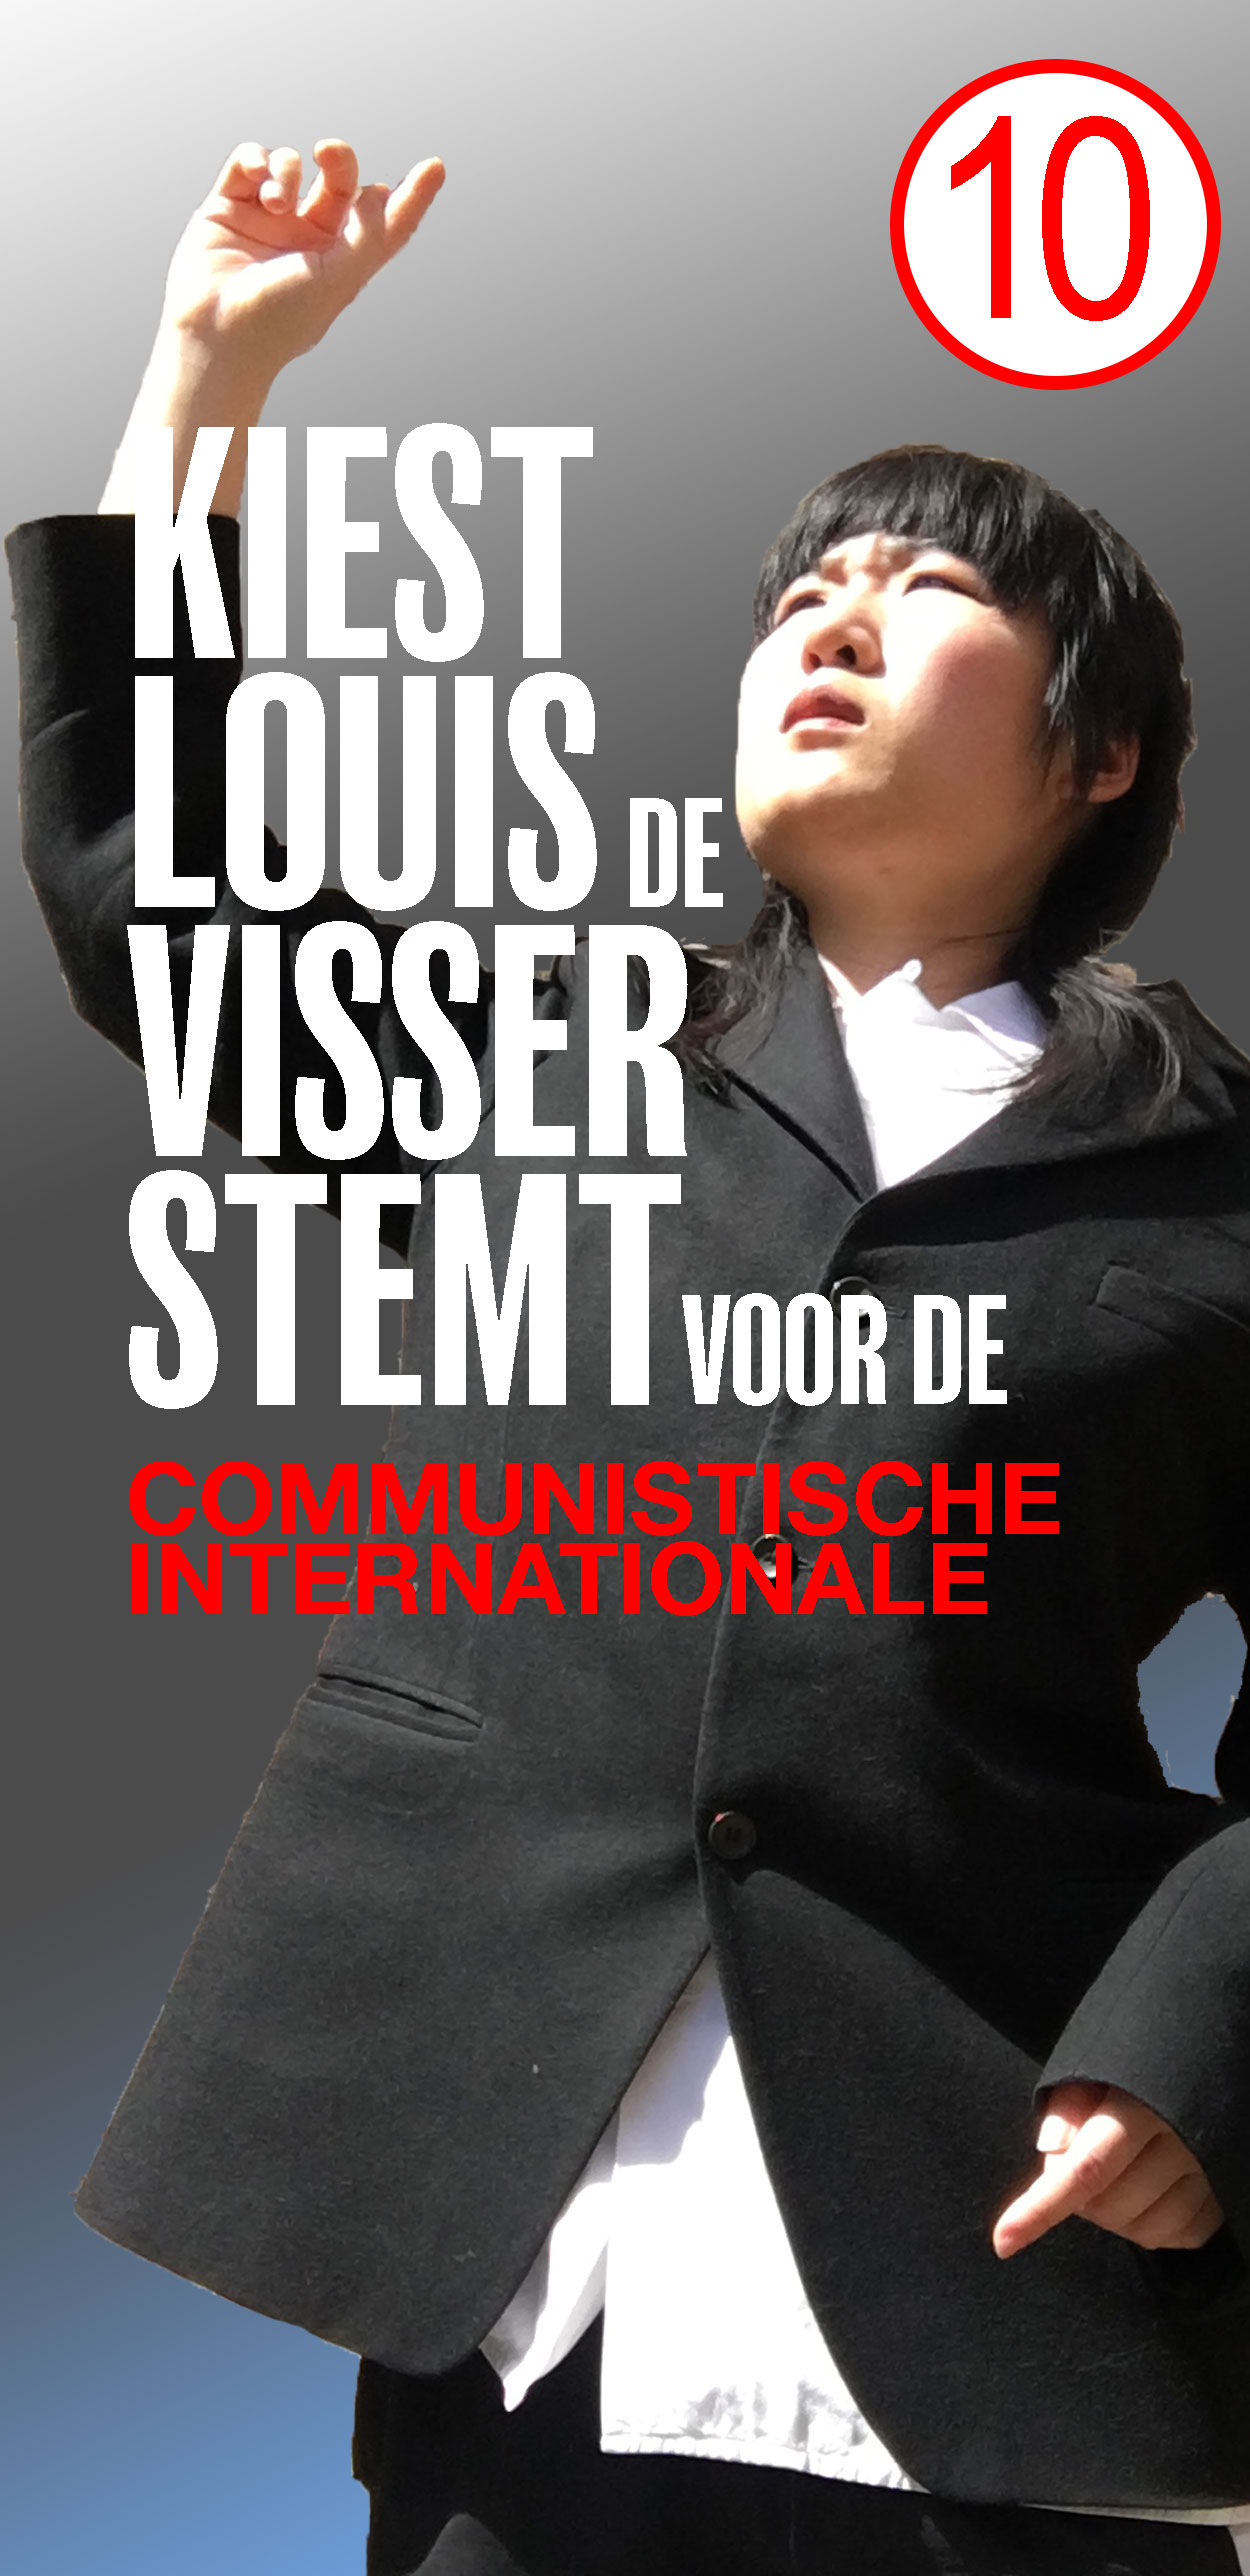 10
KIEST
LOUIS DE
VISSER
STEMT VOOR DE
COMMUNISTISCHE
INTERNATIONALE